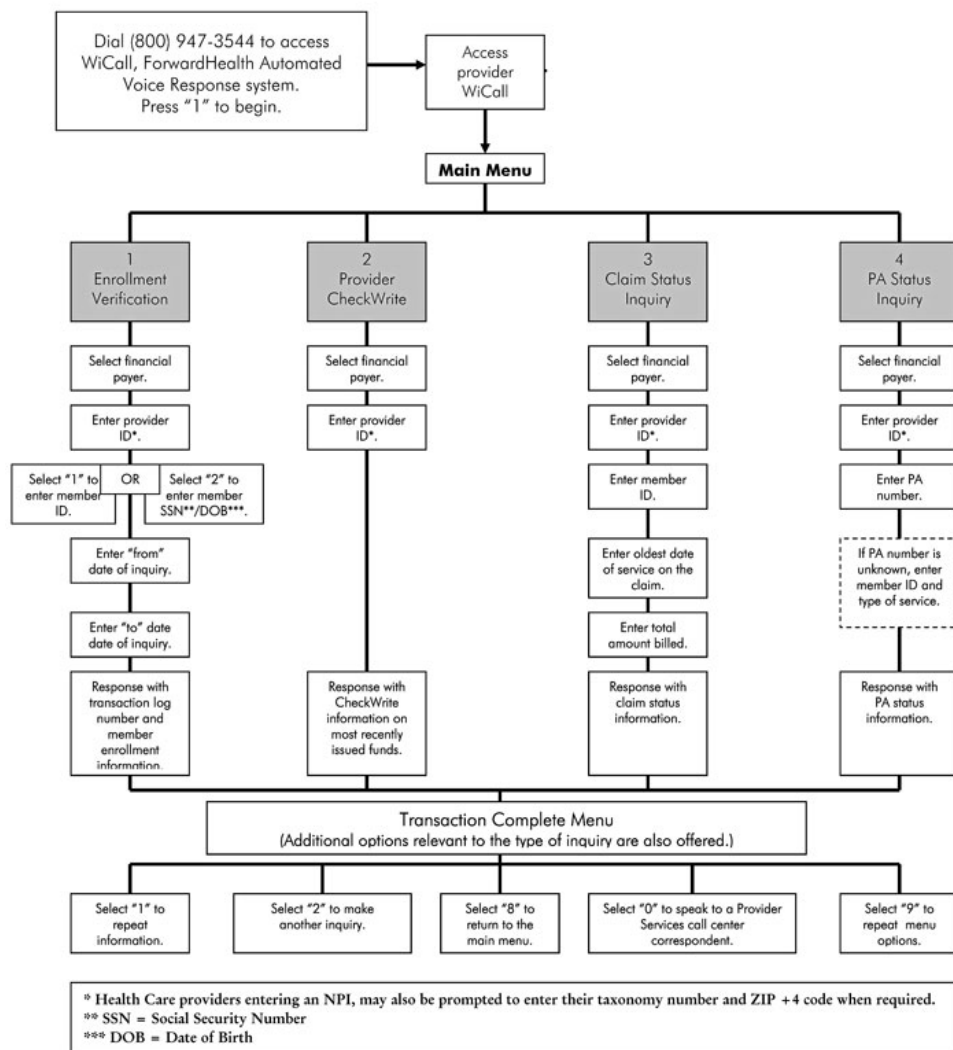 Dial (800) 947-3544 to access
WiCall, ForwardHealth Automated
Voice Response system.
Press “1” to begin.
Access
provider
WiCall
Main Menu
1
Enrollment
Verification
2
Provider
CheckWrite
3
Claim Status
Inquiry
4
PA Status
Inquiry
Select financial
payer.
Select financial
payer.
Select financial
payer.
Select financial
payer.
Enter provider
ID*.
Enter provider
ID*.
Enter provider
ID*.
Enter provider
ID*.
Select “1” to
enter member
ID.
OR
Select “2” to
enter member
SSN**/DOB***.
Enter member
ID.
Enter PA
number.
Enter “from”
date of inquiry.
Enter oldest date
of service on the
claim.
If PA number is
unknown, enter
member ID and
type of service.
Enter “to” date
date of inquiry.
Enter total
amount billed.
Response with
transaction log
number and
member
enrollment
information.
Response with
CheckWrite
information on
most recently
issued funds.
Response with
claim status
information.
Response with
PA status
information.
Transaction Complete Menu
(Additional options relevant to the type of inquiry are also offered.)
Select “1” to
repeat
information.
Select “2” to make
another inquiry.
Select “8” to
return to the
main menu.
Select “0” to speak to a Provider
Services call center
correspondent.
Select “9” to
repeat menu
options.
* Health Care providers entering an NPI, may also be prompted to enter their taxonomy number and ZIP +4 code when required.
** SSN = Social Security Number
*** DOB = Date of Birth